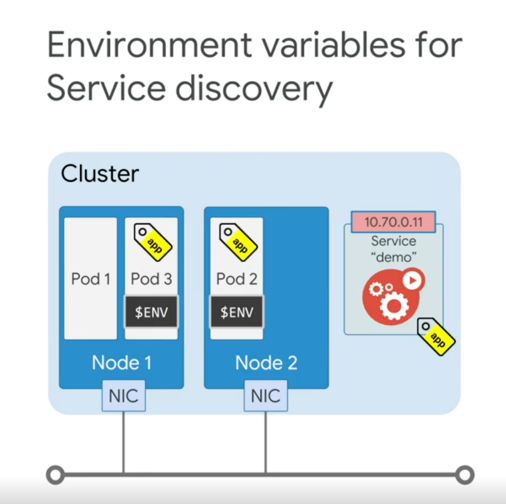 Environment variables for
Service discovery
Cluster
Pod 1
app
Pod 3
$ENV
Node 1
NIC
app
Pod 2
$ENV
Node 2
NIC
10.70.0.11
Service
“demo”
app